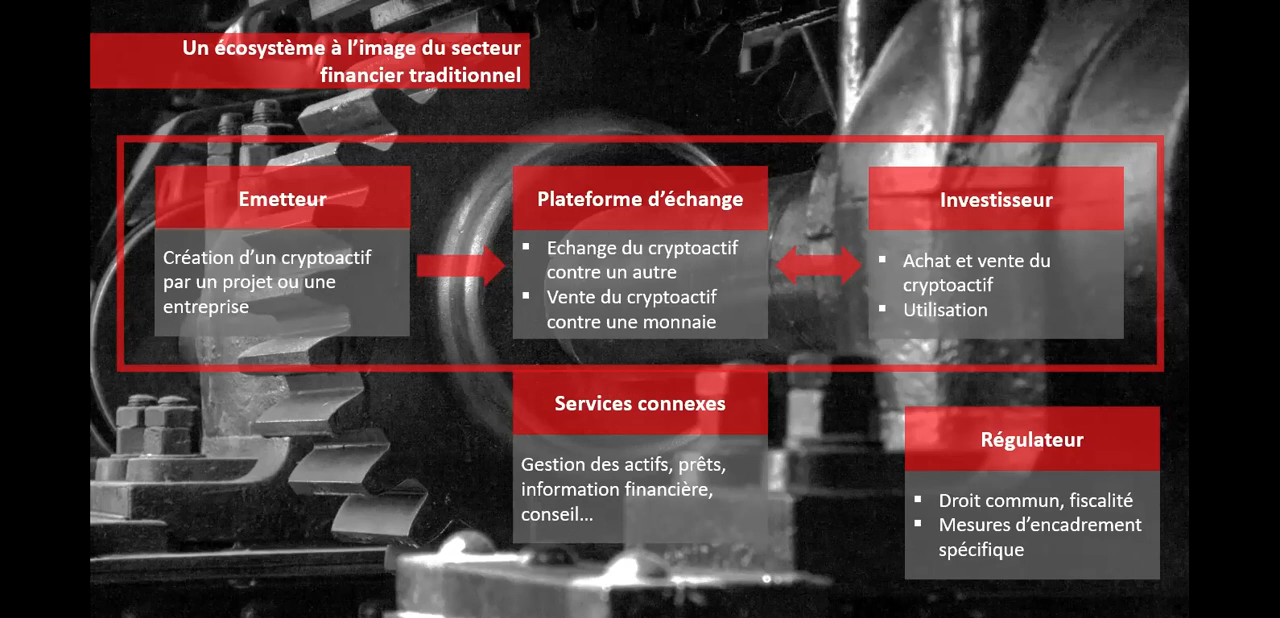 Un écosystème à l’image du secteur
financier traditionnel
Emetteur
Création d’un cryptoactif
par un projet ou une
entreprise
Plateforme d’échange
▪ Echange du cryptoactif
contre un autre
▪ Vente du cryptoactif
contre une monnaie
Investisseur
▪ Achat et vente du
cryptoactif
▪ Utilisation
Services connexes
Gestion des actifs, prêts,
information financière,
conseil…
Régulateur
▪ Droit commun, fiscalité
▪ Mesures d’encadrement
spécifique